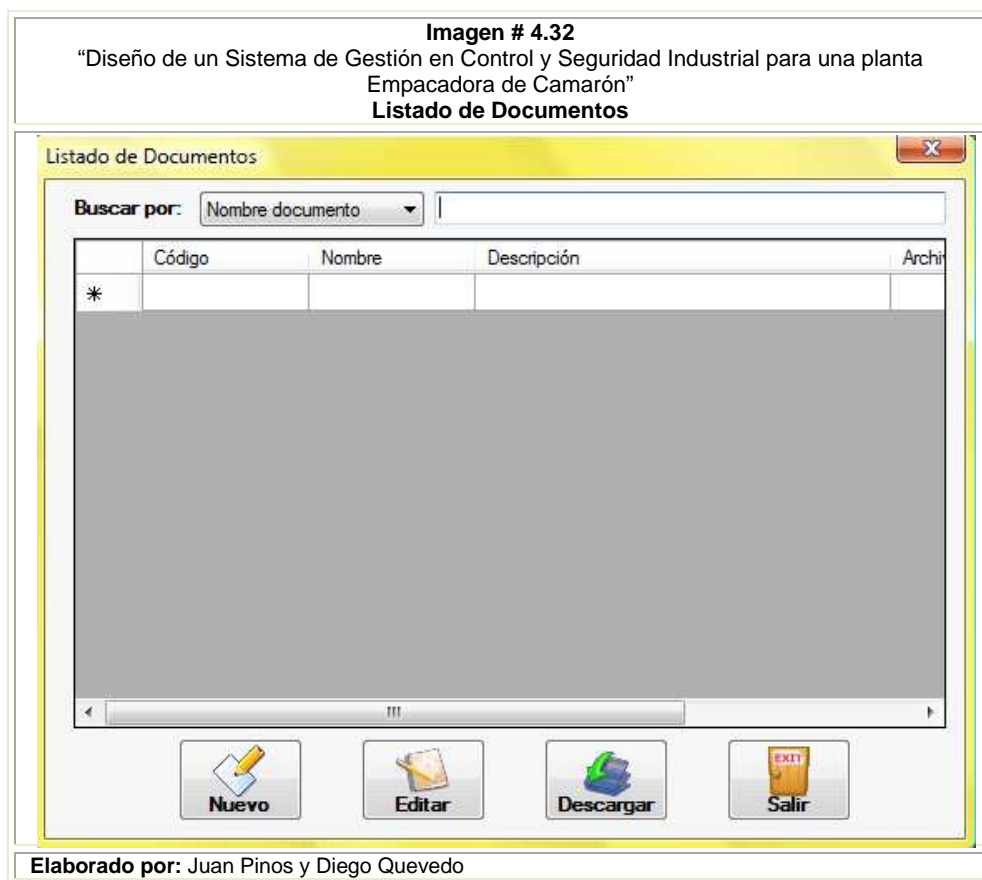 Imagen # 4.32
“Diseño de un Sistema de Gestión en Control y Seguridad Industrial para una planta
Empacadora de Camarón”
Listado de Documentos
Listado de Documentos
Buscar por: Nombre documento
Código Nombre Descripción Archiv
EXIT
Nuevo Editar Descargar Salir
Elaborado por: Juan Pinos y Diego Quevedo